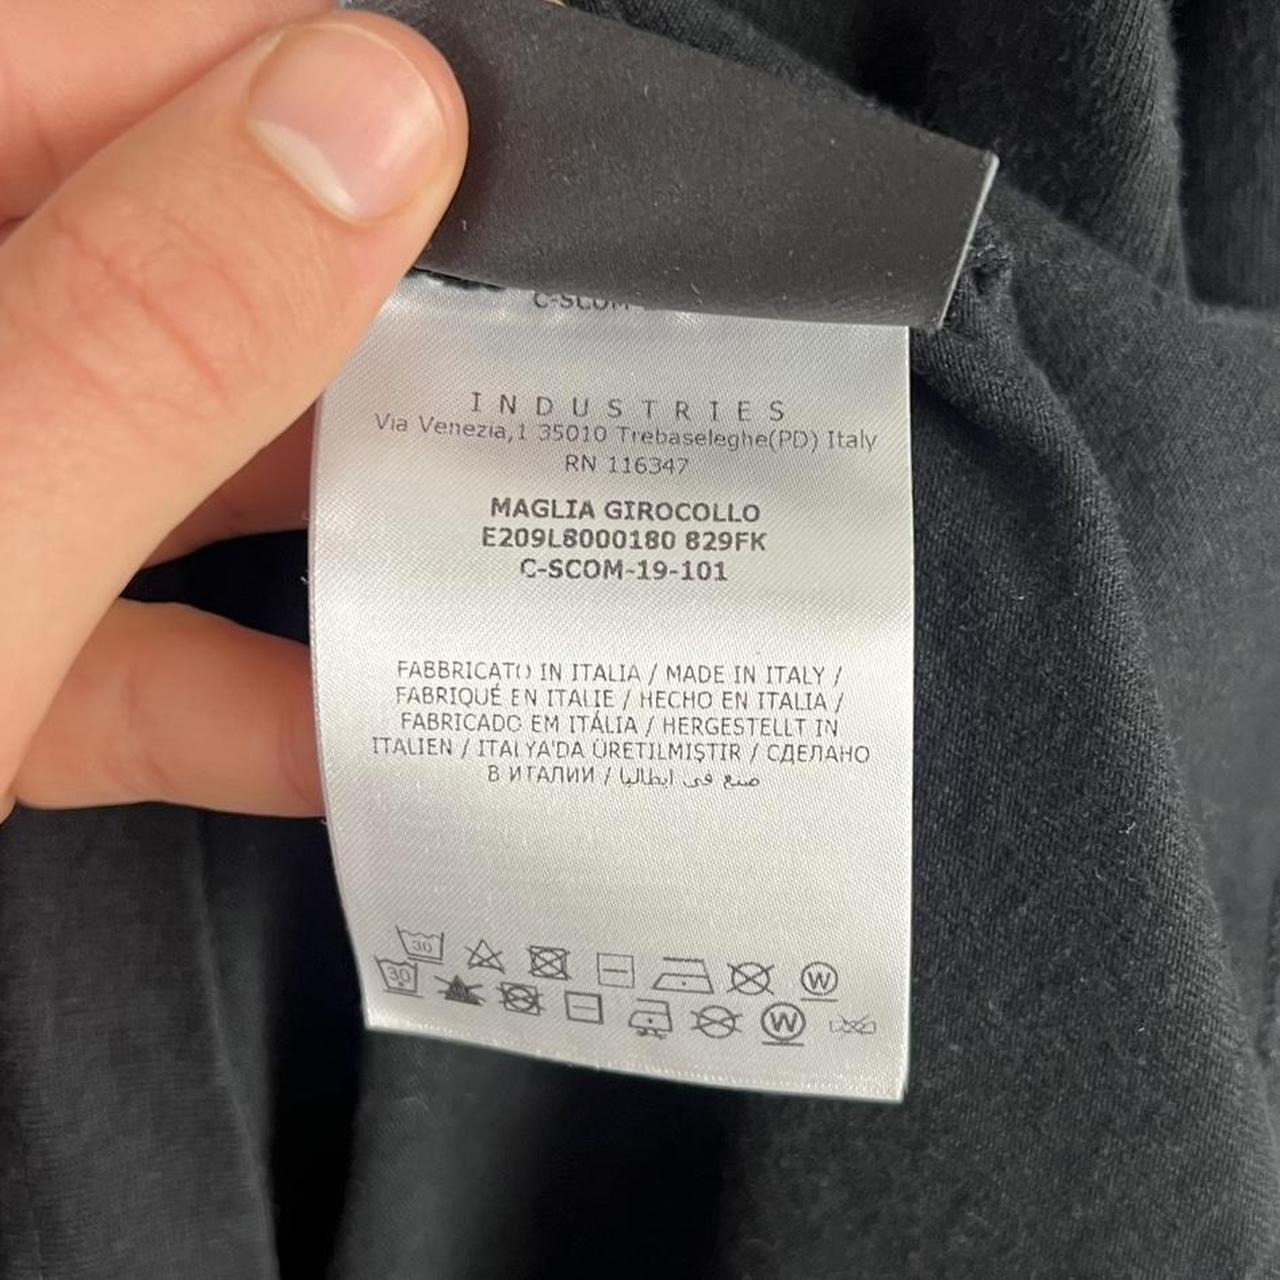 C-SCOM-
INDUSTRIES
Via Venezia,1 35010 Trebaseleghe(PD) Italy
RN 116347
MAGLIA GIROCOLLO
E209L8000180 829FK
C-SCOM-19-101
FABBRICATO IN ITALIA / MADE IN ITALY /
FABRIQUÉ EN ITALIE / HECHO EN ITALIA /
FABRICADO EM ITÁLIA / HERGESTELLT IN
ITALIEN / ITALYA'DA ÜRETILMIŞTIR / СДЕЛАНО
В ИТАЛИИ / صنع في ايطاليا
30 W
30 W